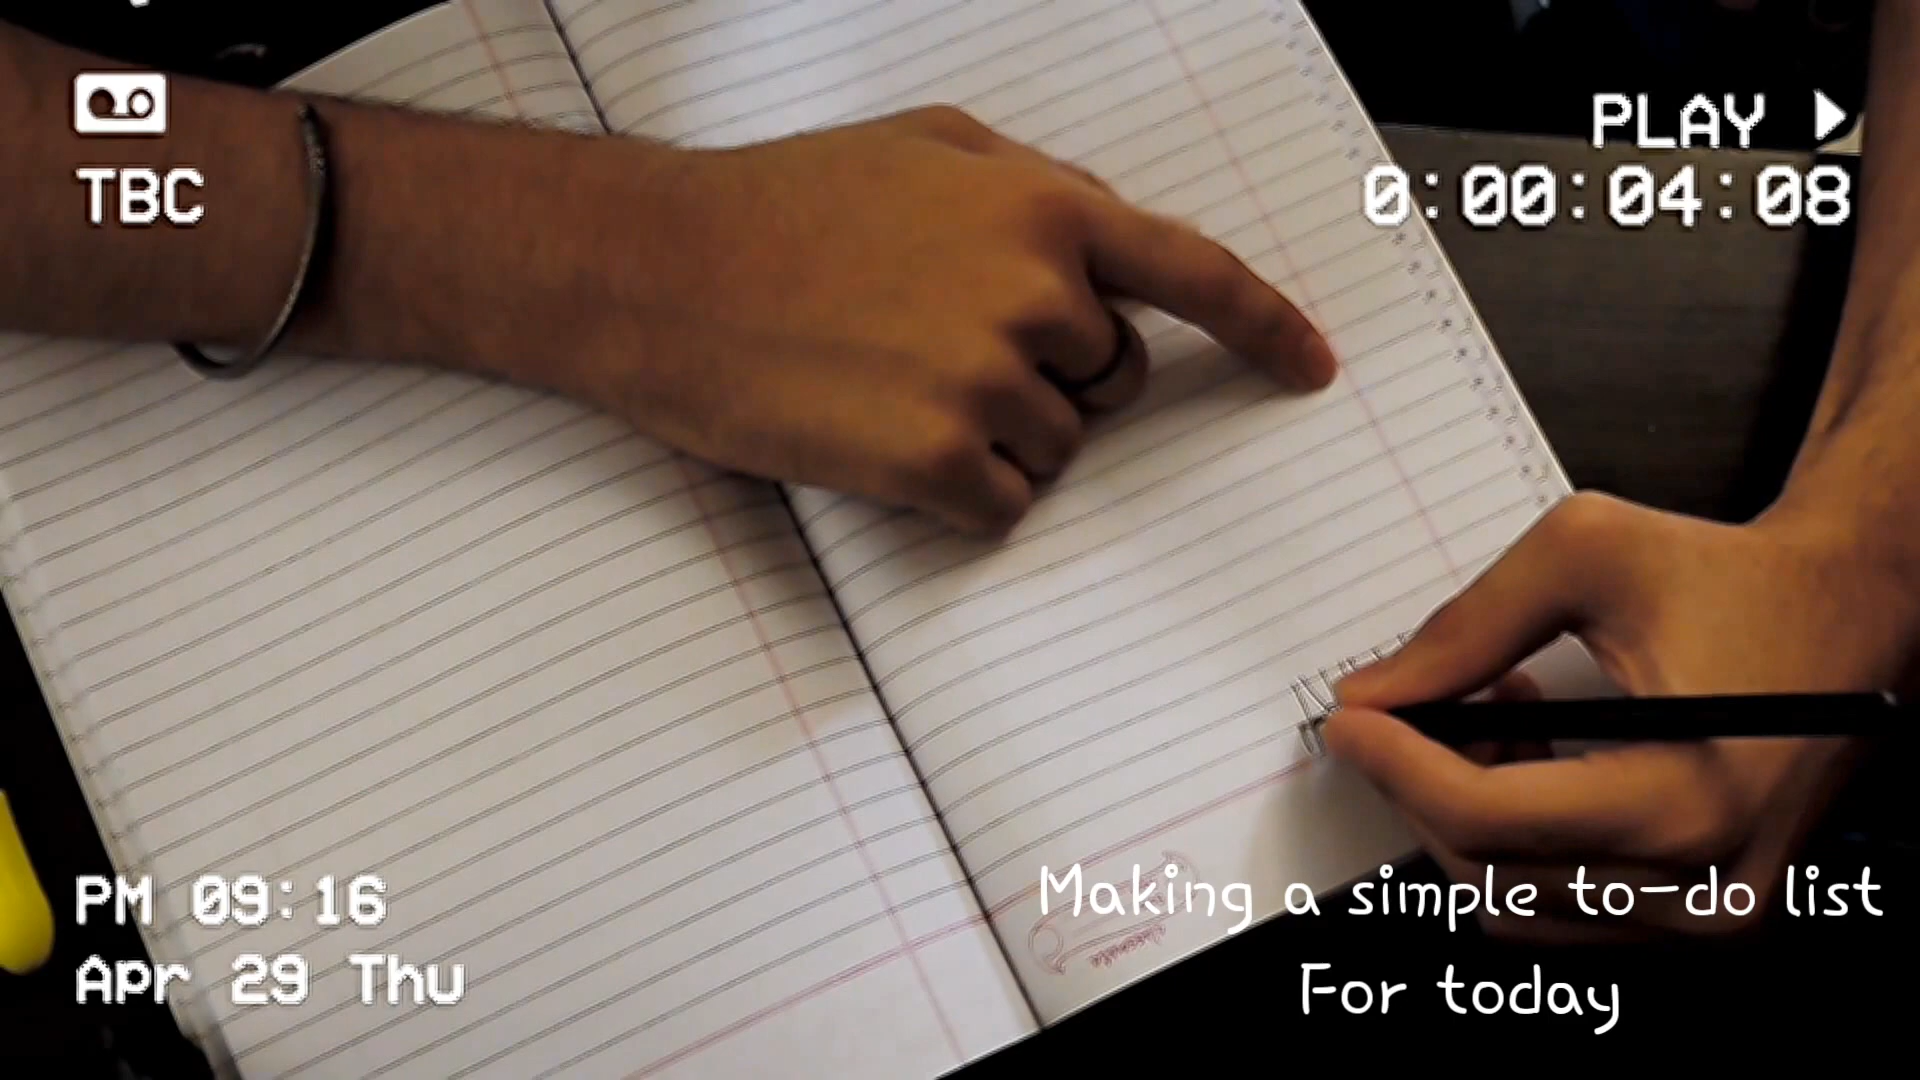 TBC
PLAY
0:00:04:08
PM 09:16
Apr 29 Thu
Making a simple to-do list
For today
classmate